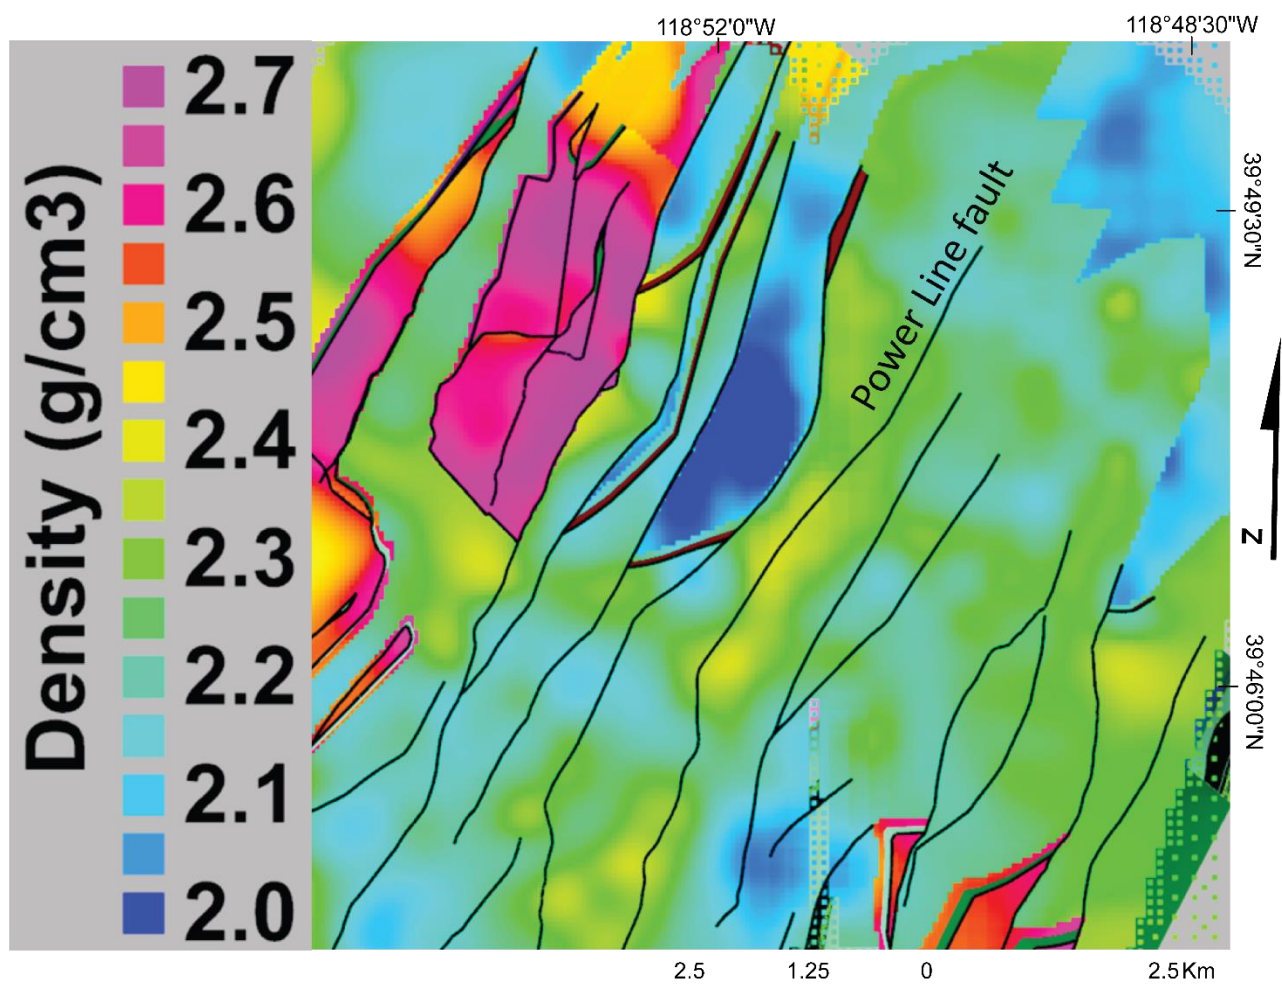 118°52'0"W
118°48'30"W
Density (g/cm3)
2.7
2.6
2.5
2.4
2.3
2.2
2.1
2.0
Power Line fault
39°49'30"N
N
39°46'00"N
2.5 1.25 0 2.5 Km